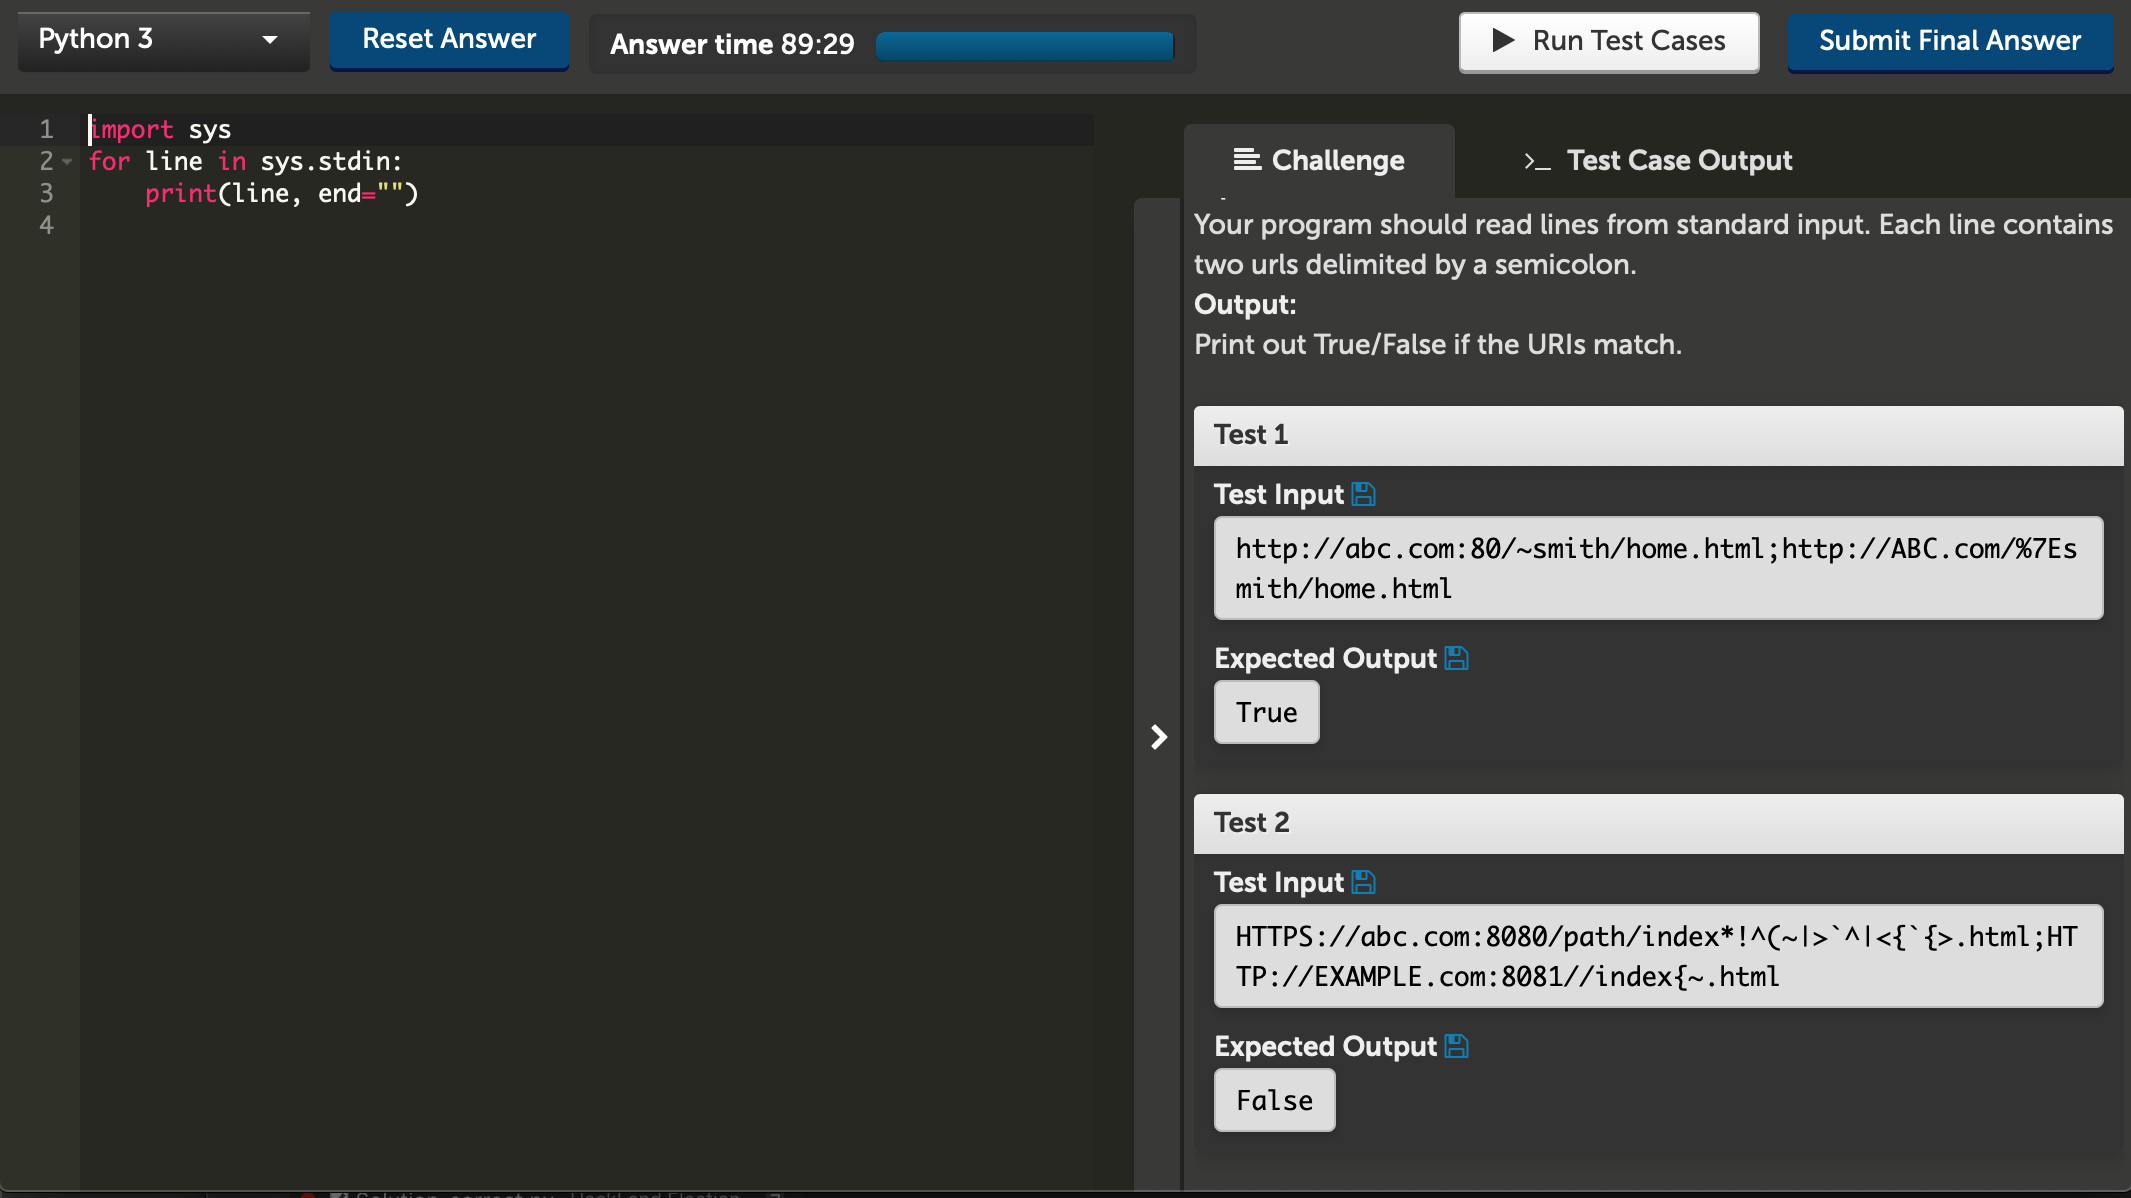 Python 3
Reset Answer
Answer time 89:29
Run Test Cases
Submit Final Answer
1 import sys
2 for line in sys.stdin:
3 print(line, end="")
4
Challenge
>_ Test Case Output
Your program should read lines from standard input. Each line contains
two urls delimited by a semicolon.
Output:
Print out True/False if the URIs match.
Test 1
Test Input
http://abc.com:80/~smith/home.html;http://ABC.com/%7Es
mith/home.html
Expected Output
True
Test 2
Test Input
HTTPS://abc.com:8080/path/index*!^(~|>`^|<{`{>.html;HT
TP://EXAMPLE.com:8081//index{~.html
Expected Output
False